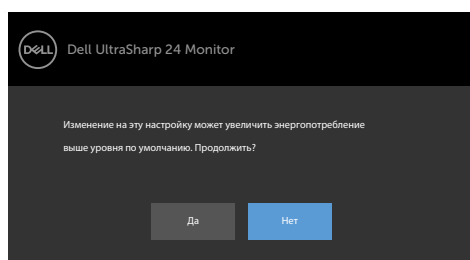 DELL
Dell UltraSharp 24 Monitor
Изменение на эту настройку может увеличить энергопотребление
выше уровня по умолчанию. Продолжить?
Да
Нет